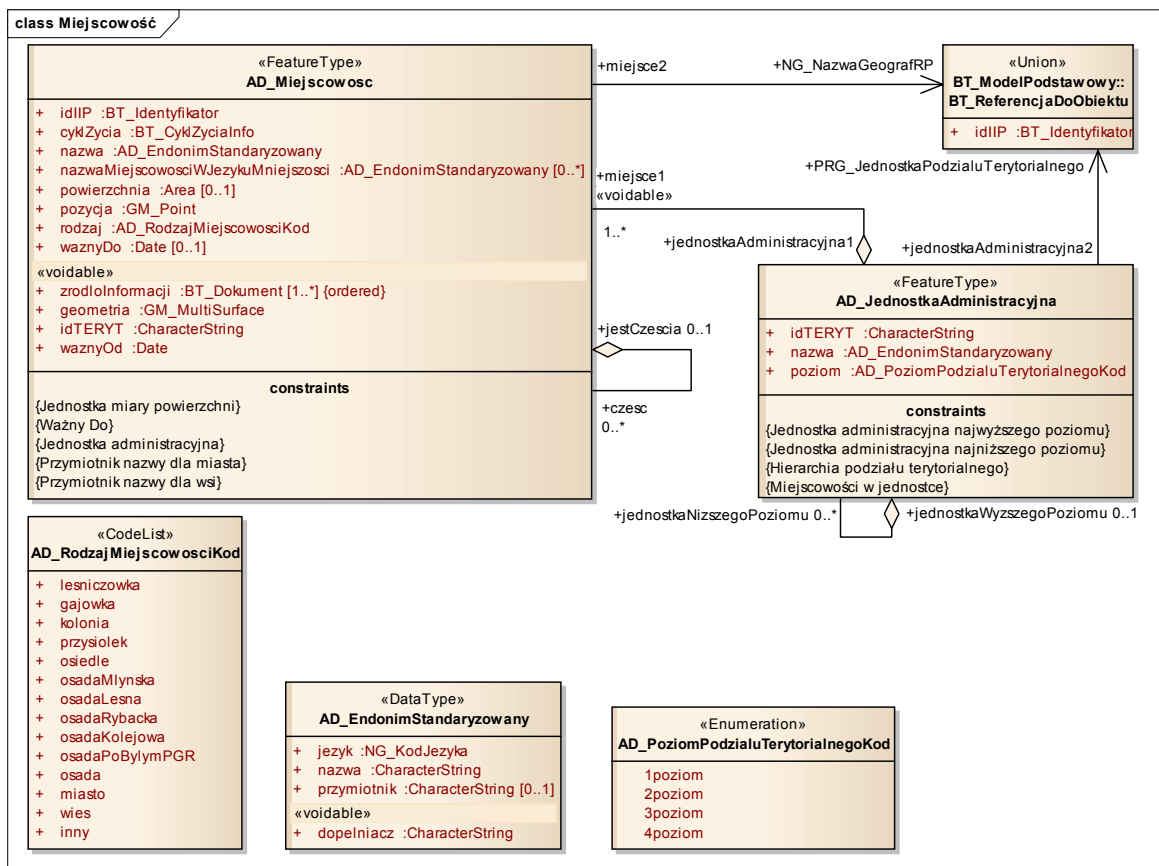 class Miejscowość
«FeatureType»
AD_Miejscowosc
+ idIIP :BT_Identyfikator
+ cyklZycia :BT_CyklZyciaInfo
+ nazwa :AD_EndonimStandaryzowany
+ nazwaMiejscowosciWJezykuMniejszosci :AD_EndonimStandaryzowany [0..*]
+ powierzchnia :Area [0..1]
+ pozycja :GM_Point
+ rodzaj :AD_RodzajMiejscowosciKod
+ waznyDo :Date [0..1]
«voidable»
+ zrodloInformacji :BT_Dokument [1..*] {ordered}
+ geometria :GM_MultiSurface
+ idTERYT :CharacterString
+ waznyOd :Date
constraints
{Jednostka miary powierzchni}
{Ważny Do}
{Jednostka administracyjna}
{Przymiotnik nazwy dla miasta}
{Przymiotnik nazwy dla wsi}
+miejsce2
+NG_NazwaGeografRP
«Union»
BT_ModelPodstawowy::
BT_ReferencjaDoObiektu
+ idIIP :BT_Identyfikator
+PRG_JednostkaPodzialuTerytorialnego
+miejsce1
«voidable»
1..*
+jednostkaAdministracyjna1
+jednostkaAdministracyjna2
«FeatureType»
AD_JednostkaAdministracyjna
+ idTERYT :CharacterString
+ nazwa :AD_EndonimStandaryzowany
+ poziom :AD_PoziomPodzialuTerytorialnegoKod
constraints
{Jednostka administracyjna najwyższego poziomu}
{Jednostka administracyjna najniższego poziomu}
{Hierarchia podziału terytorialnego}
{Miejscowości w jednostce}
+jestCzescia 0..1
+czesc
0..*
+jednostkaNizszegoPoziomu 0..*
+jednostkaWyzszegoPoziomu 0..1
«CodeList»
AD_RodzajMiejscowosciKod
+ lesniczowka
+ gajowka
+ kolonia
+ przysiolek
+ osiedle
+ osadaMlynska
+ osadaLesna
+ osadaRybacka
+ osadaKolejowa
+ osadaPoBylymPGR
+ osada
+ miasto
+ wies
+ inny
«DataType»
AD_EndonimStandaryzowany
+ jezyk :NG_KodJezyka
+ nazwa :CharacterString
+ przymiotnik :CharacterString [0..1]
«voidable»
+ dopelniacz :CharacterString
«Enumeration»
AD_PoziomPodzialuTerytorialnegoKod
1poziom
2poziom
3poziom
4poziom